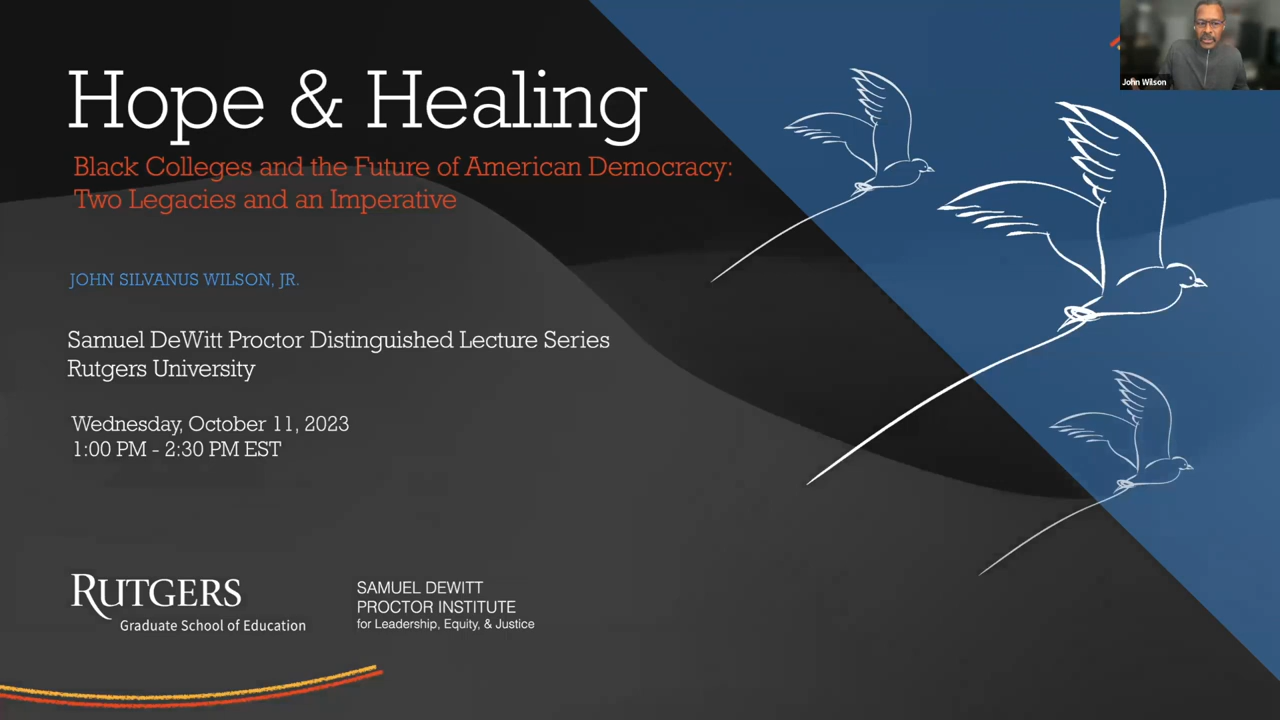 Hope & Healing
Black Colleges and the Future of American Democracy:
Two Legacies and an Imperative
JOHN SILVANUS WILSON, JR.
Samuel DeWitt Proctor Distinguished Lecture Series
Rutgers University
Wednesday, October 11, 2023
1:00 PM - 2:30 PM EST
RUTGERS
Graduate School of Education
SAMUEL DEWITT
PROCTOR INSTITUTE
for Leadership, Equity, & Justice
John Wilson